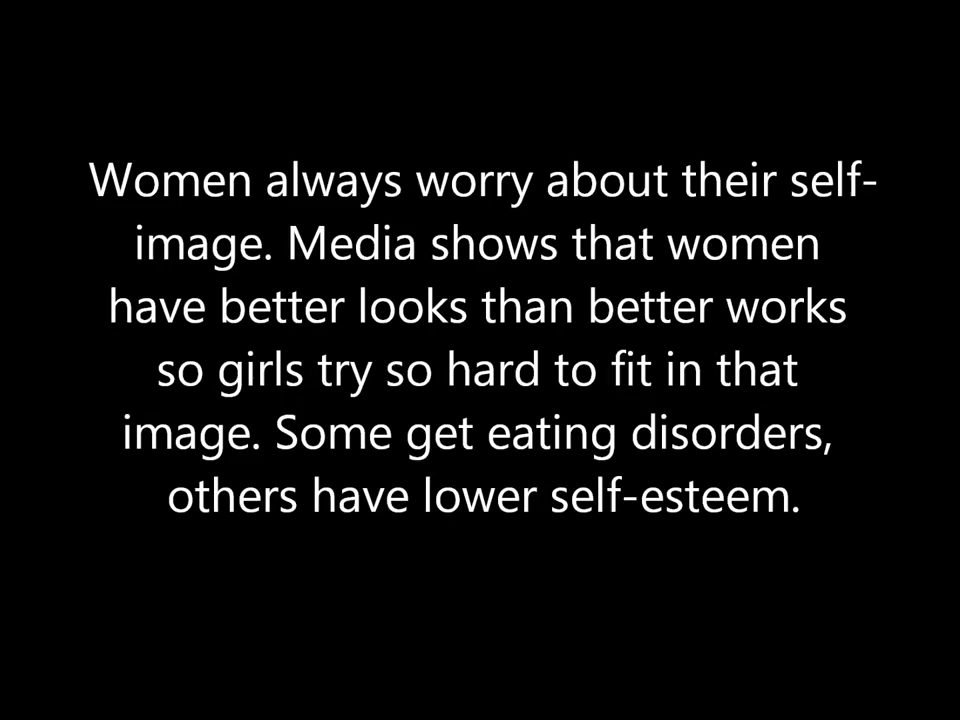 Women always worry about their self-
image. Media shows that women
have better looks than better works
so girls try so hard to fit in that
image. Some get eating disorders,
others have lower self-esteem.